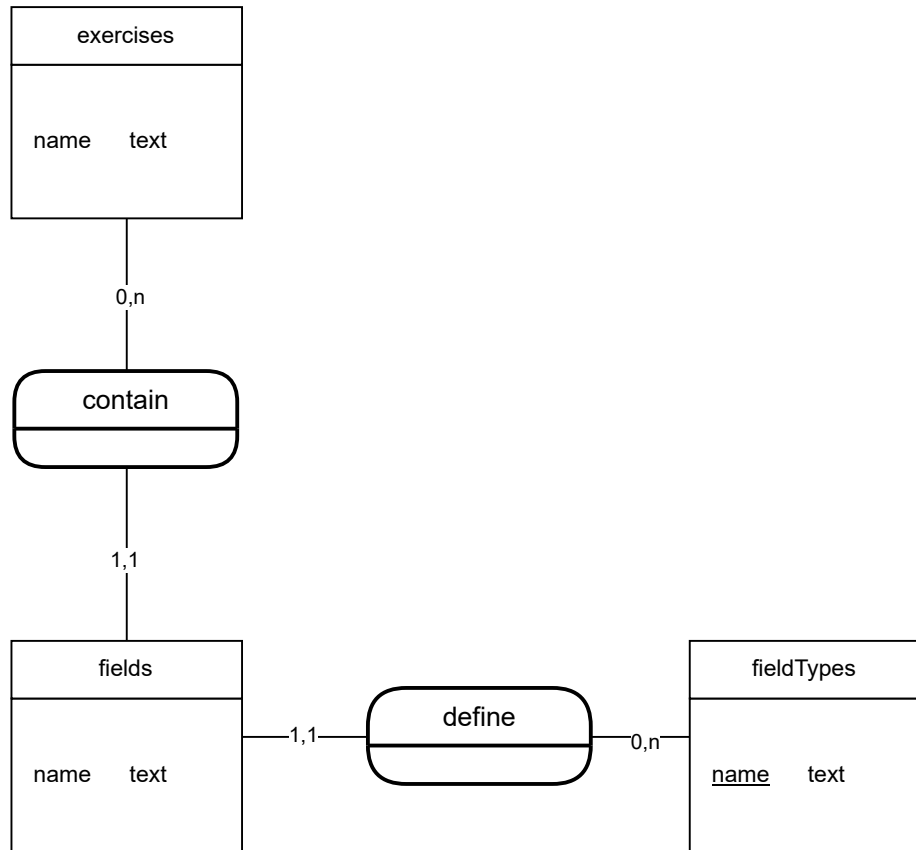 exercises
name text
0,n
contain
1,1
fields
name text
1,1
define
0,n
fieldTypes
name text